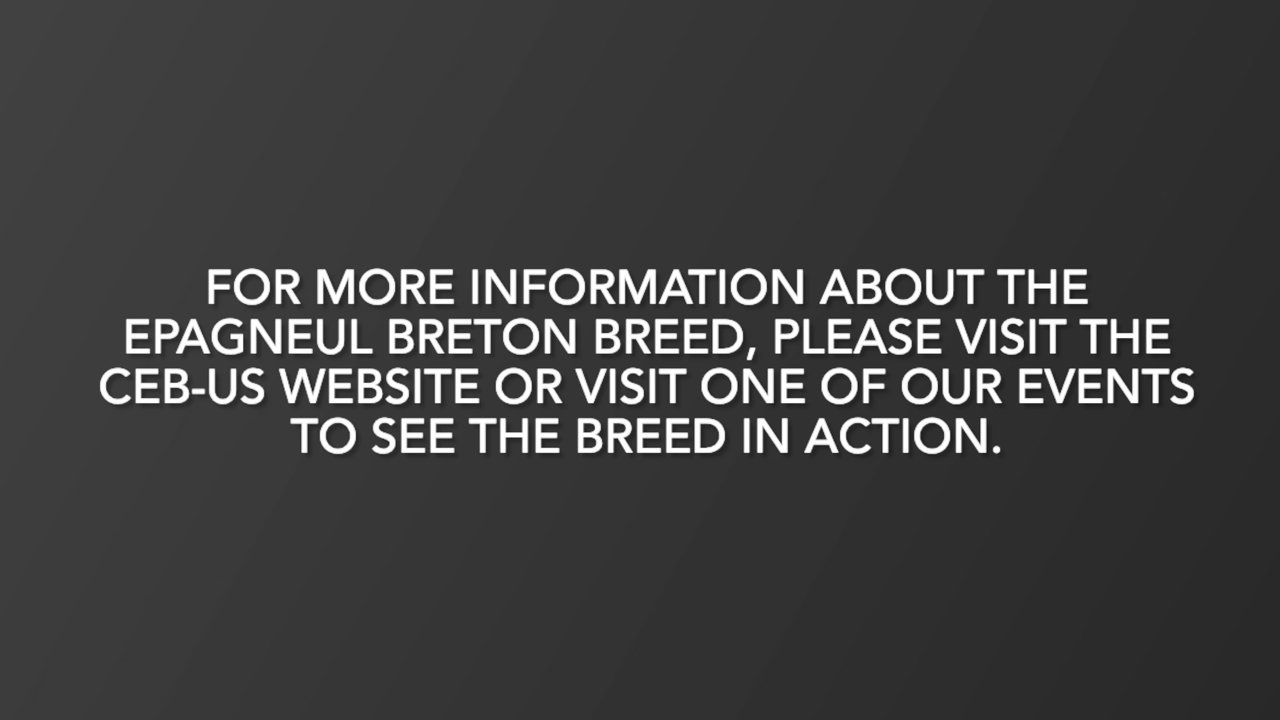 FOR MORE INFORMATION ABOUT THE
EPAGNEUL BRETON BREED, PLEASE VISIT THE
CEB-US WEBSITE OR VISIT ONE OF OUR EVENTS
TO SEE THE BREED IN ACTION.